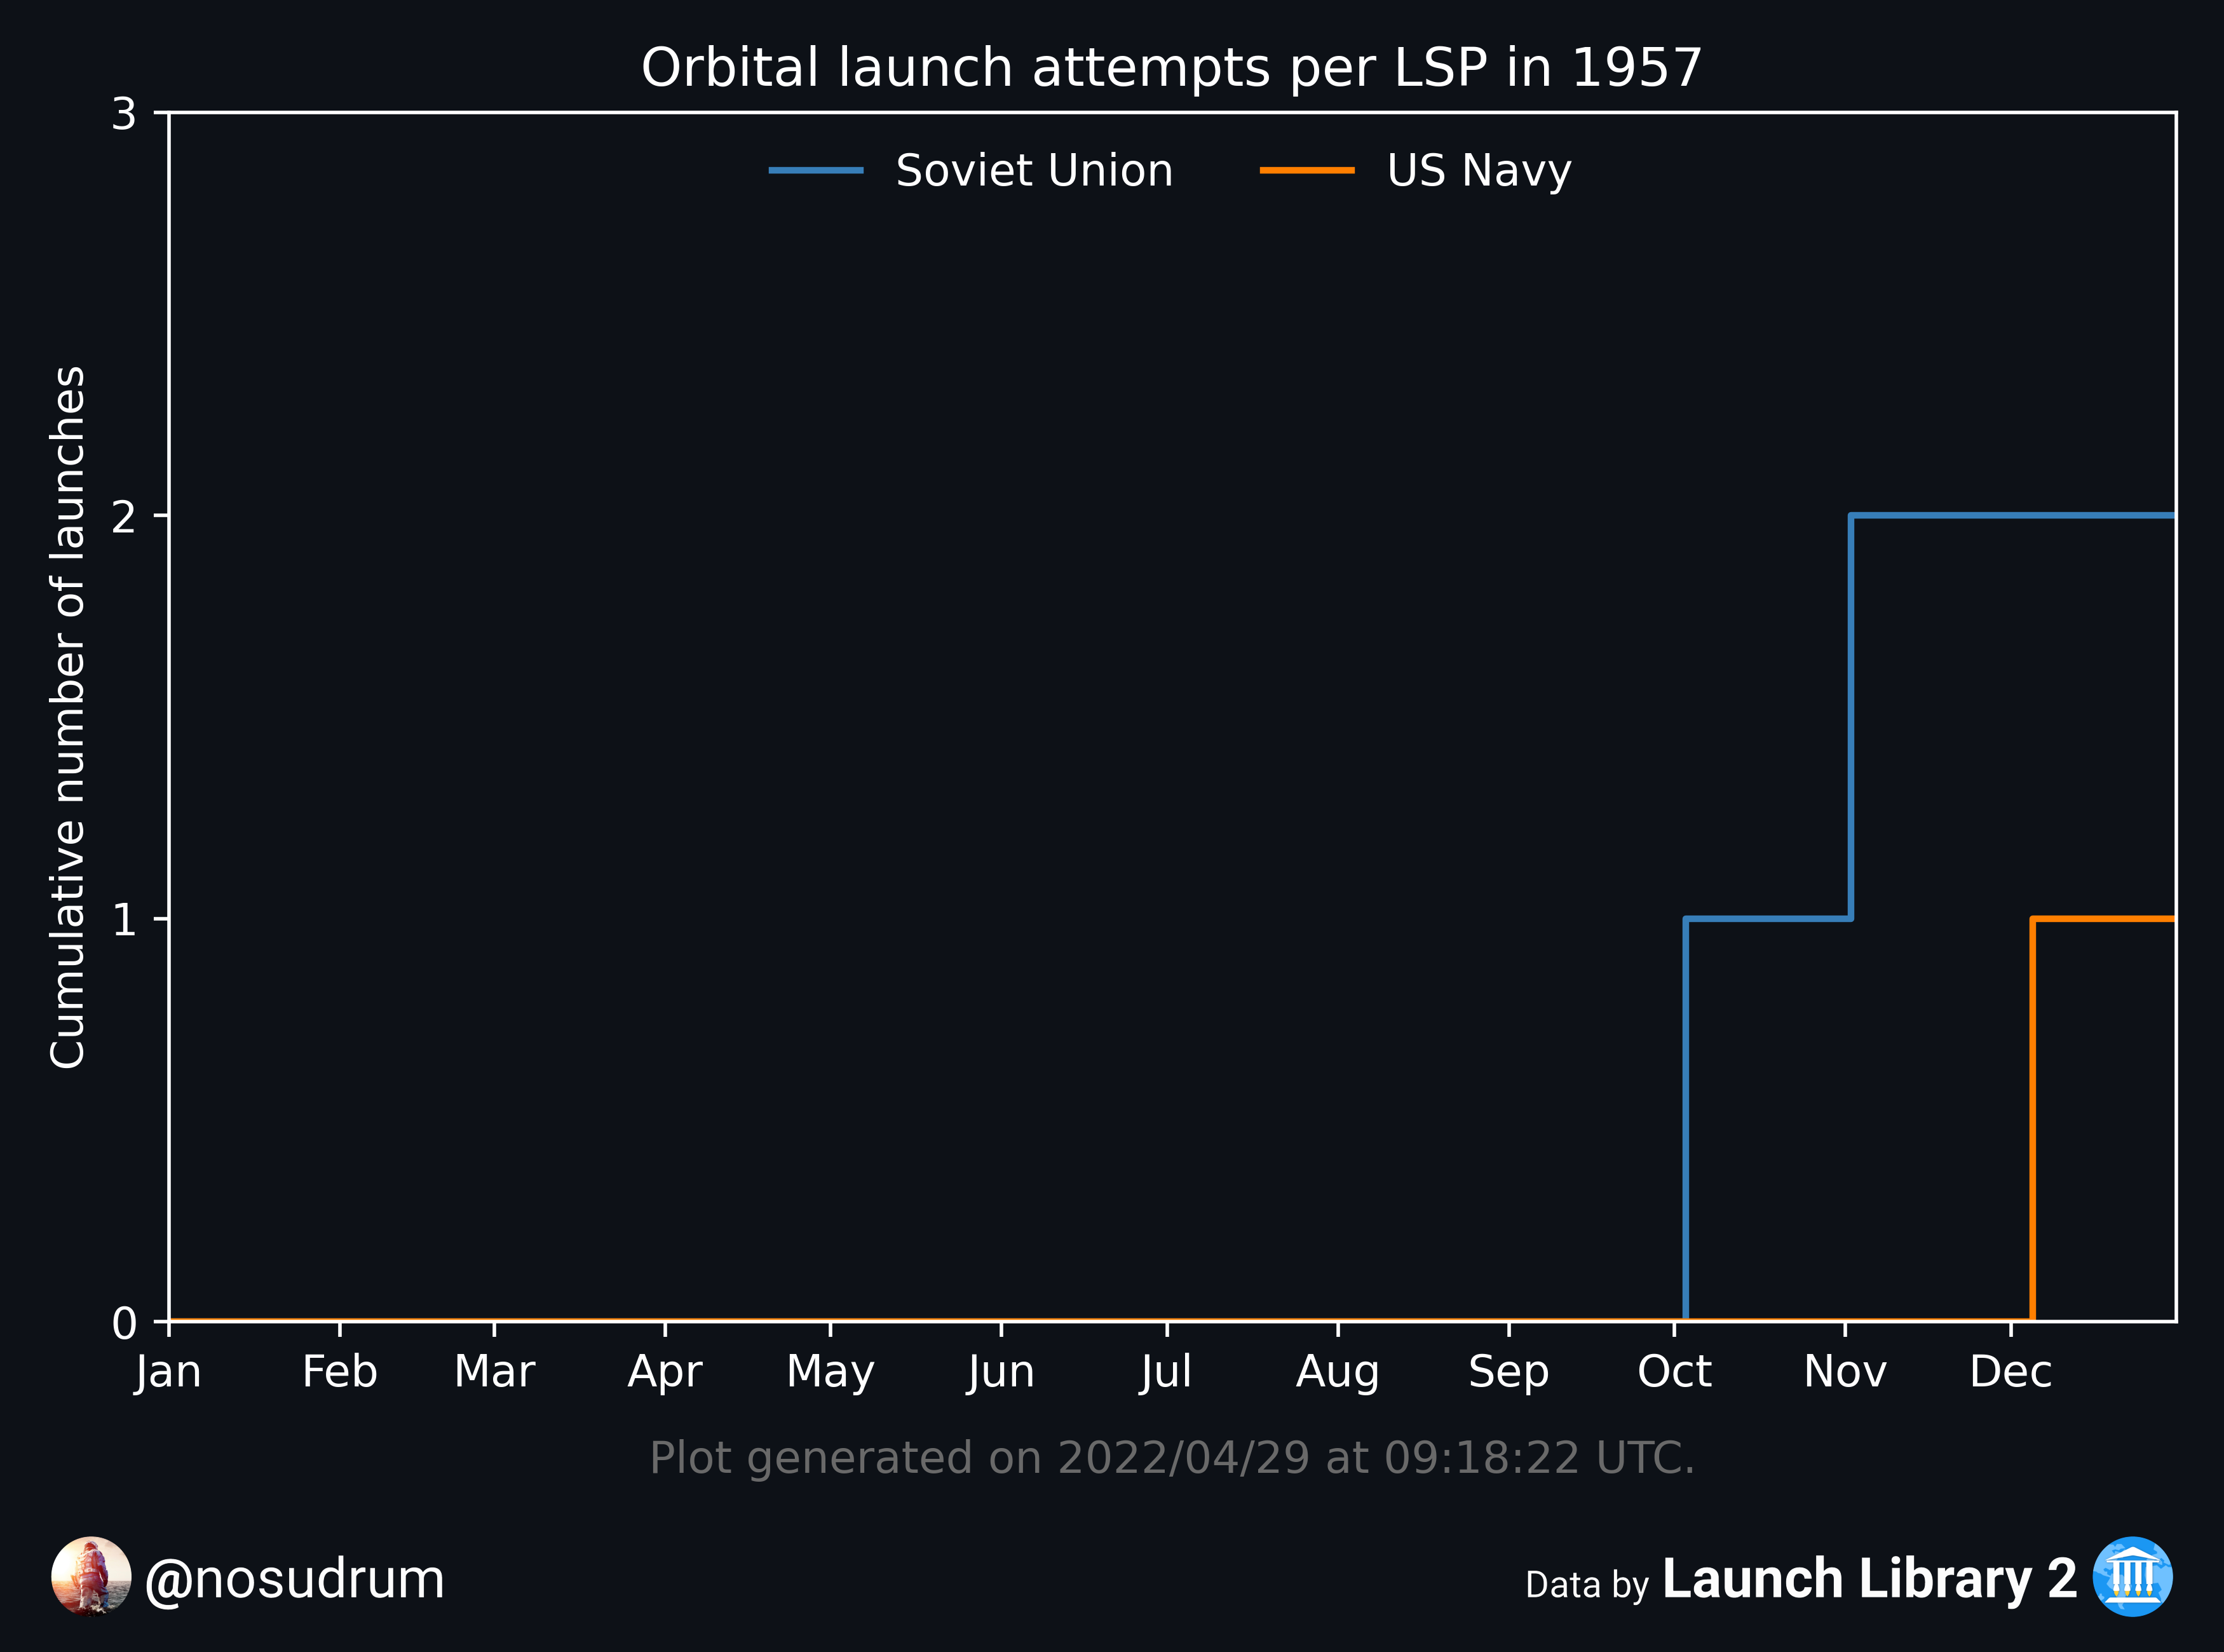 Orbital launch attempts per LSP in 1957
Soviet Union
US Navy
Cumulative number of launches
3
2
1
0
Jan Feb Mar Apr May Jun Jul Aug Sep Oct Nov Dec
Plot generated on 2022/04/29 at 09:18:22 UTC.
@nosudrum
Data by Launch Library 2